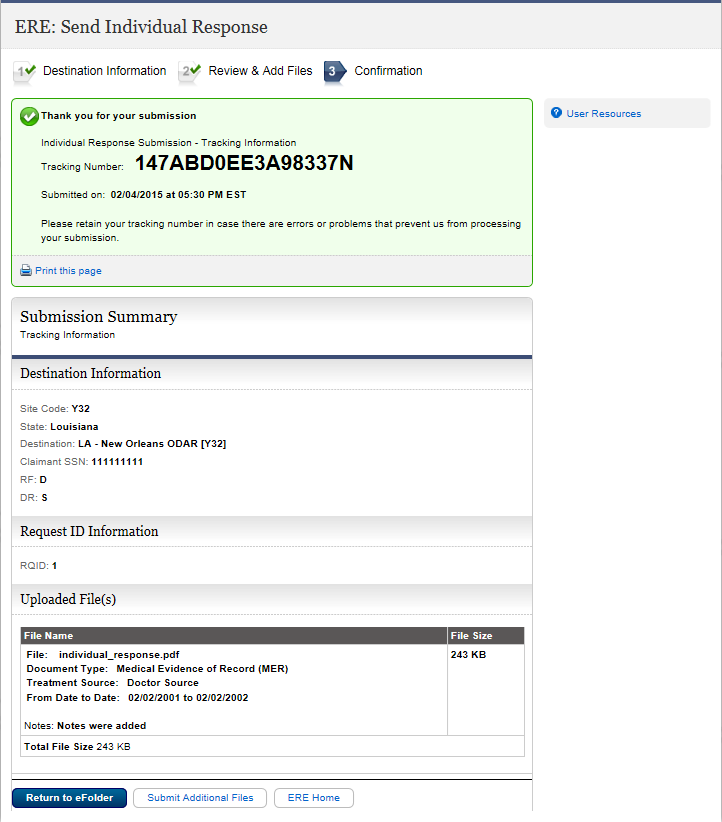 ERE: Send Individual Response
1 Destination Information 2 Review & Add Files 3 Confirmation
Thank you for your submission
User Resources
Individual Response Submission - Tracking Information
Tracking Number: 147ABD0EE3A98337N
Submitted on: 02/04/2015 at 05:30 PM EST
Please retain your tracking number in case there are errors or problems that prevent us from processing
your submission.
Print this page
Submission Summary
Tracking Information
Destination Information
Site Code: Y32
State: Louisiana
Destination: LA - New Orleans ODAR [Y32]
Claimant SSN: 111111111
RF: D
DR: S
Request ID Information
RQID: 1
Uploaded File(s)
File Name File Size
File: individual_response.pdf 243 KB
Document Type: Medical Evidence of Record (MER)
Treatment Source: Doctor Source
From Date to Date: 02/02/2001 to 02/02/2002
Notes: Notes were added
Total File Size 243 KB
Return to eFolder Submit Additional Files ERE Home